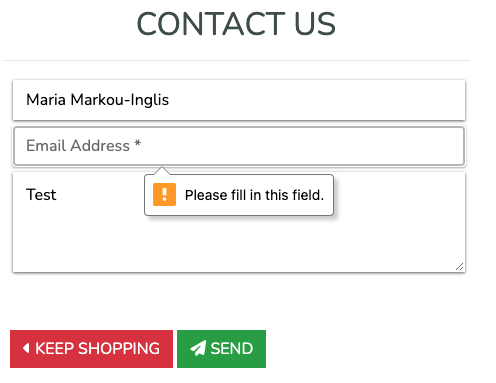 CONTACT US
Maria Markou-Inglis
Email Address *
Please fill in this field.
Test
KEEP SHOPPING
SEND